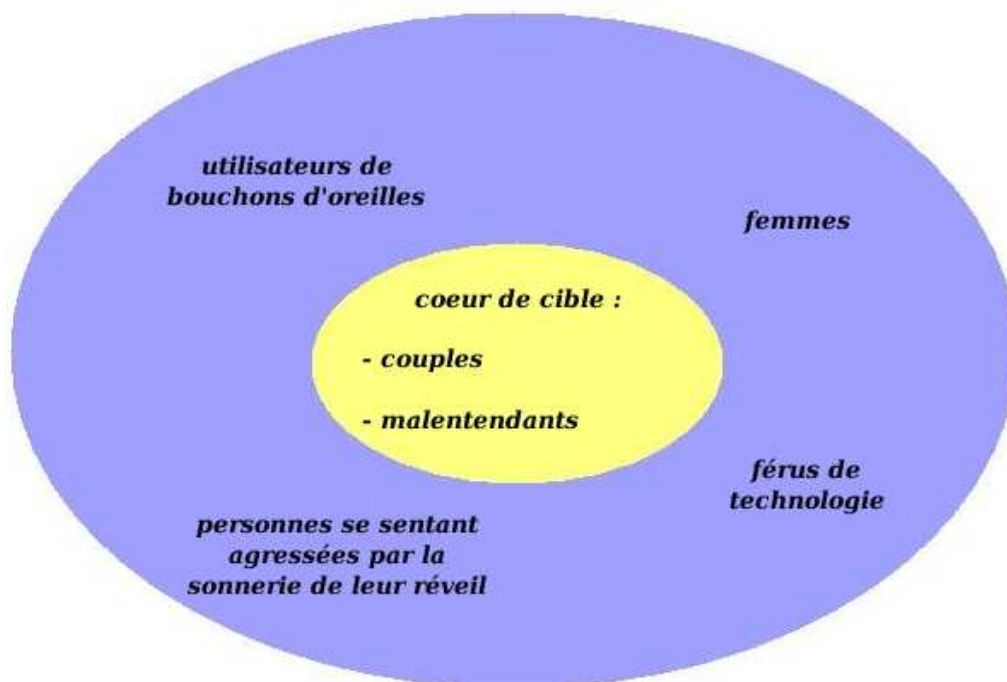 utilisateurs de
bouchons d'oreilles
femmes
coeur de cible :
- couples
- malentendants
férus de
technologie
personnes se sentant
agressées par la
sonnerie de leur réveil